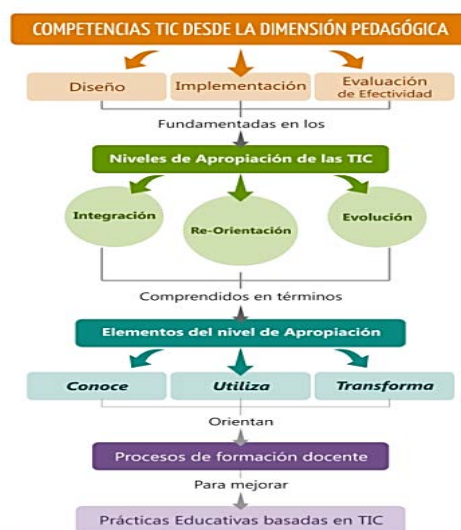 COMPETENCIAS TIC DESDE LA DIMENSIÓN PEDAGÓGICA
Diseño
Implementación
Evaluación
de Efectividad
Fundamentadas en los
Niveles de Apropiación de las TIC
Integración
Re-Orientación
Evolución
Comprendidos en términos
Elementos del nivel de Apropiación
Conoce
Utiliza
Transforma
Orientan
Procesos de formación docente
Para mejorar
Prácticas Educativas basadas en TIC